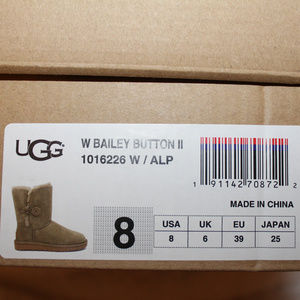 UGG
W BAILEY BUTTON II
1016226 W / ALP
1 91142 70872 2
MADE IN CHINA
8
USA UK EU JAPAN
8 6 39 25